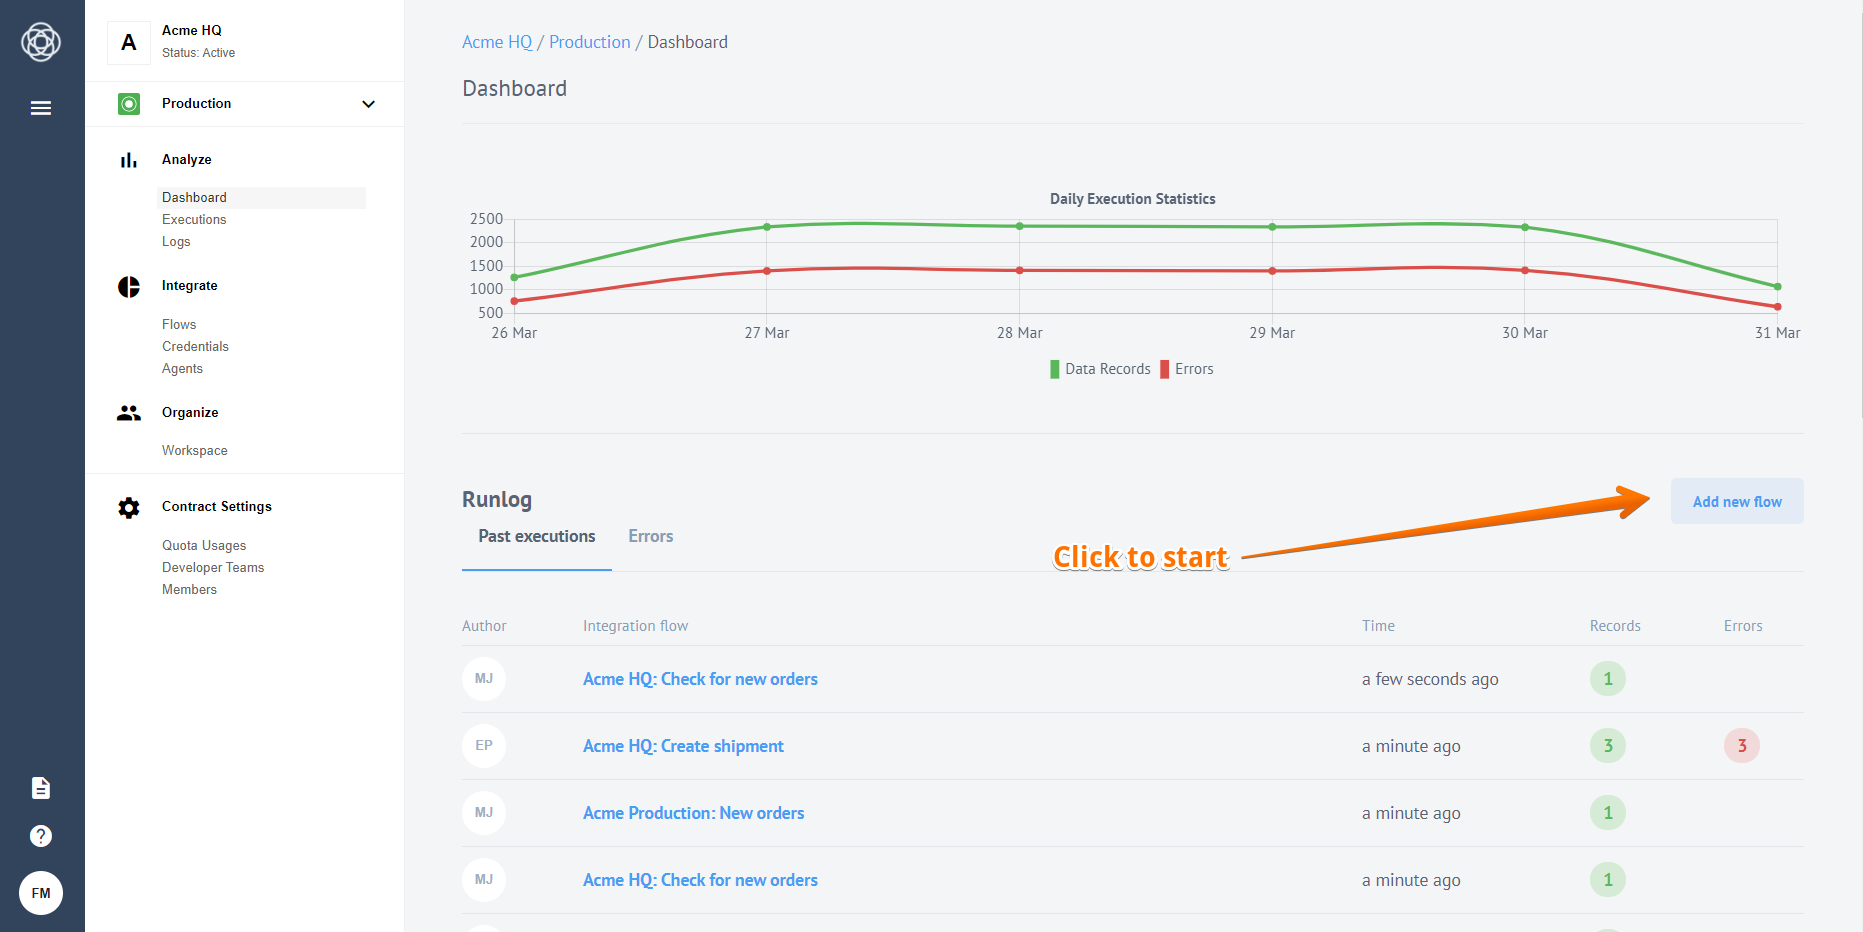 A
Acme HQ
Status: Active
Production
Analyze
Dashboard
Executions
Logs
Integrate
Flows
Credentials
Agents
Organize
Workspace
Contract Settings
Quota Usages
Developer Teams
Members
?
FM
Acme HQ / Production / Dashboard
Dashboard
Daily Execution Statistics
2500
2000
1500
1000
500
26 Mar 27 Mar 28 Mar 29 Mar 30 Mar 31 Mar
Data Records Errors
Runlog
Add new flow
Past executions Errors
Click to start
Author Integration flow Time Records Errors
MJ Acme HQ: Check for new orders a few seconds ago 1
EP Acme HQ: Create shipment a minute ago 3 3
MJ Acme Production: New orders a minute ago 1
MJ Acme HQ: Check for new orders a minute ago 1